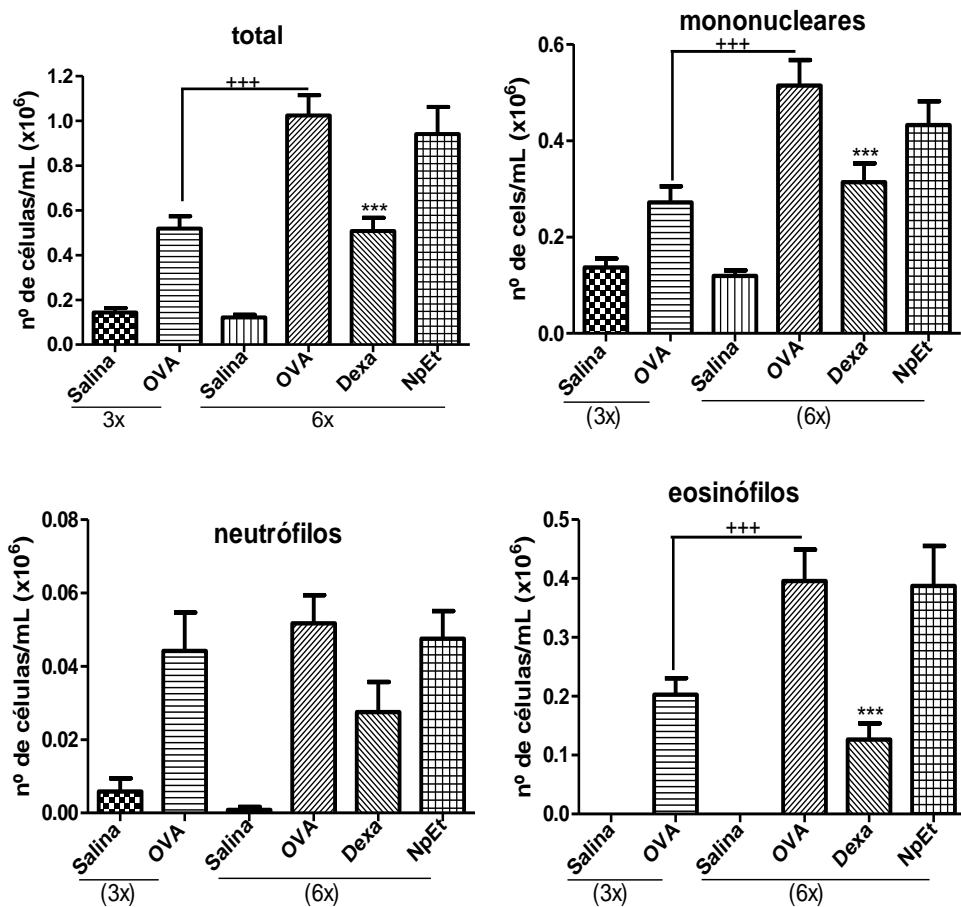 total
+++
nº de células/mL (x10⁶)
1.2
1.0
0.8
0.6
0.4
0.2
0.0
Salina
OVA
Salina
OVA
Dexa
NpEt
***
3x
6x
mononucleares
+++
nº de cels/mL (x10⁶)
0.6
0.4
0.2
0.0
***
Salina
OVA
Salina
OVA
Dexa
NpEt
(3x)
(6x)
neutrófilos
nº de células/mL (x10⁶)
0.08
0.06
0.04
0.02
0.00
Salina
OVA
Salina
OVA
Dexa
NpEt
(3x)
(6x)
eosinófilos
+++
nº de células/mL (x10⁶)
0.5
0.4
0.3
0.2
0.1
0.0
***
Salina
OVA
Salina
OVA
Dexa
NpEt
(3x)
(6x)